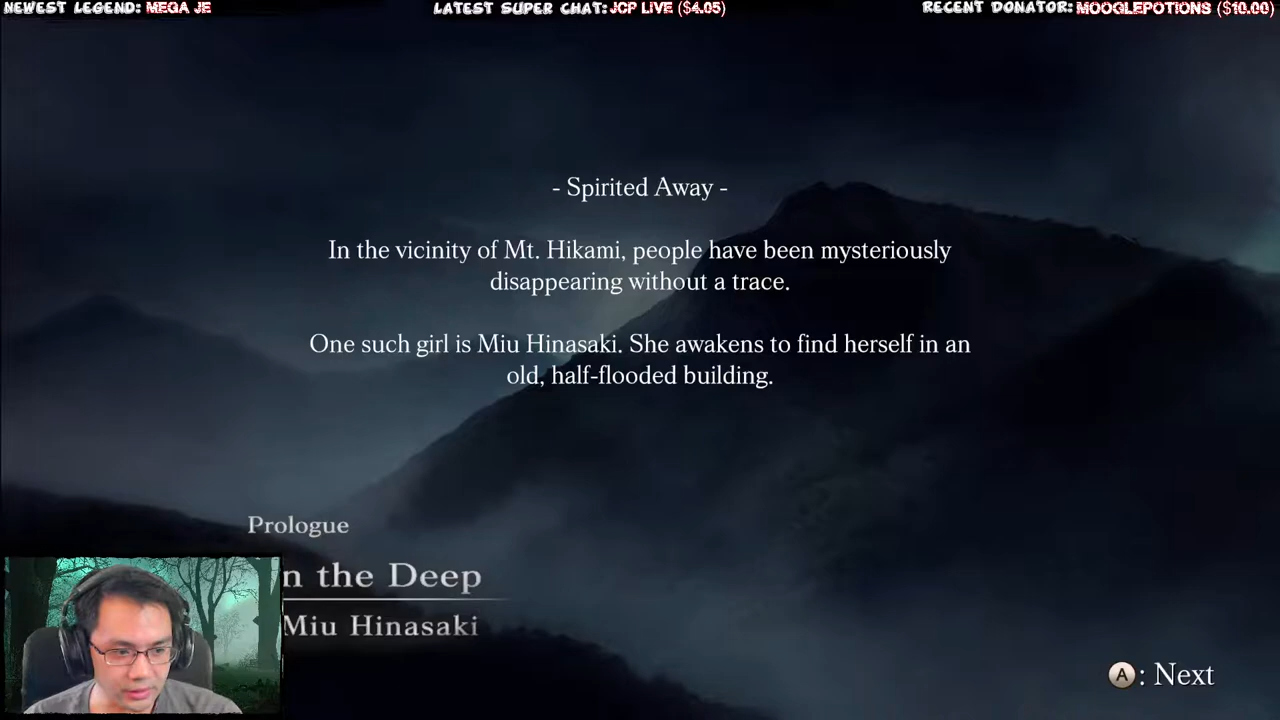 NEWEST LEGEND: MEGA JE
LATEST SUPER CHAT: JCP LIVE ($4.05)
RECENT DONATOR: MOOGLEPOTIONS ($10.00)
- Spirited Away -
In the vicinity of Mt. Hikami, people have been mysteriously
disappearing without a trace.
One such girl is Miu Hinasaki. She awakens to find herself in an
old, half-flooded building.
Prologue
n the Deep
Miu Hinasaki
A : Next